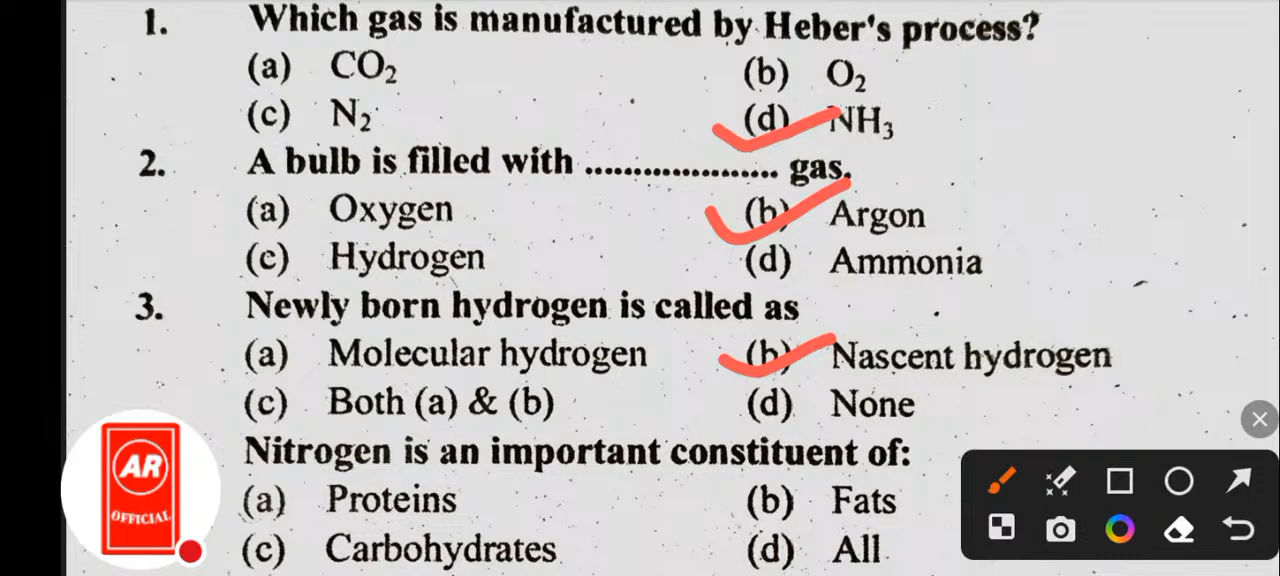 1. Which gas is manufactured by Heber's process?
(a) CO₂ (b) O₂
(c) N₂ (d) NH₃
2. A bulb is filled with .................... gas.
(a) Oxygen (b) Argon
(c) Hydrogen (d) Ammonia
3. Newly born hydrogen is called as
(a) Molecular hydrogen (b) Nascent hydrogen
(c) Both (a) & (b) (d) None
Nitrogen is an important constituent of:
(a) Proteins (b) Fats
(c) Carbohydrates (d) All
AR
OFFICIAL